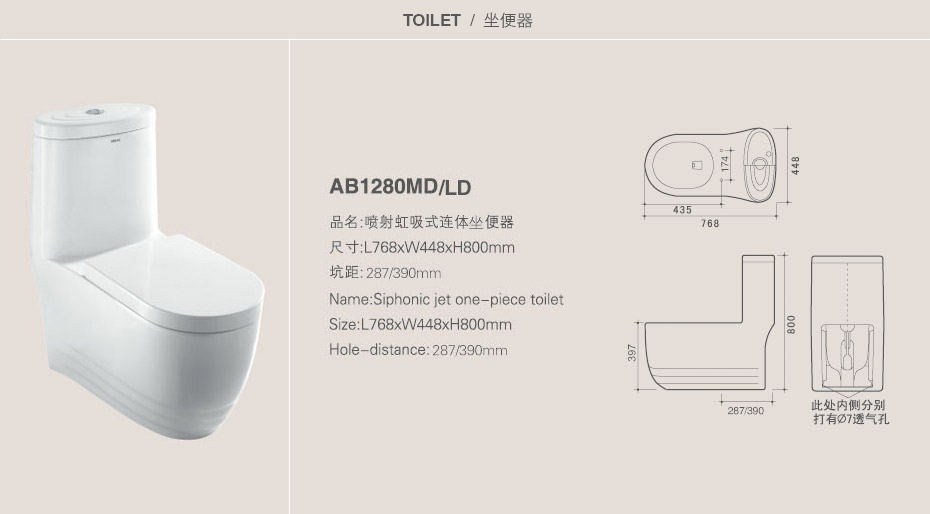 TOILET / 坐便器
AB1280MD/LD
品名:喷射虹吸式连体坐便器
尺寸:L768xW448xH800mm
坑距: 287/390mm
Name:Siphonic jet one-piece toilet
Size:L768xW448xH800mm
Hole-distance: 287/390mm
174
448
435
768
397
800
287/390
此处内侧分别
打有Ø7透气孔